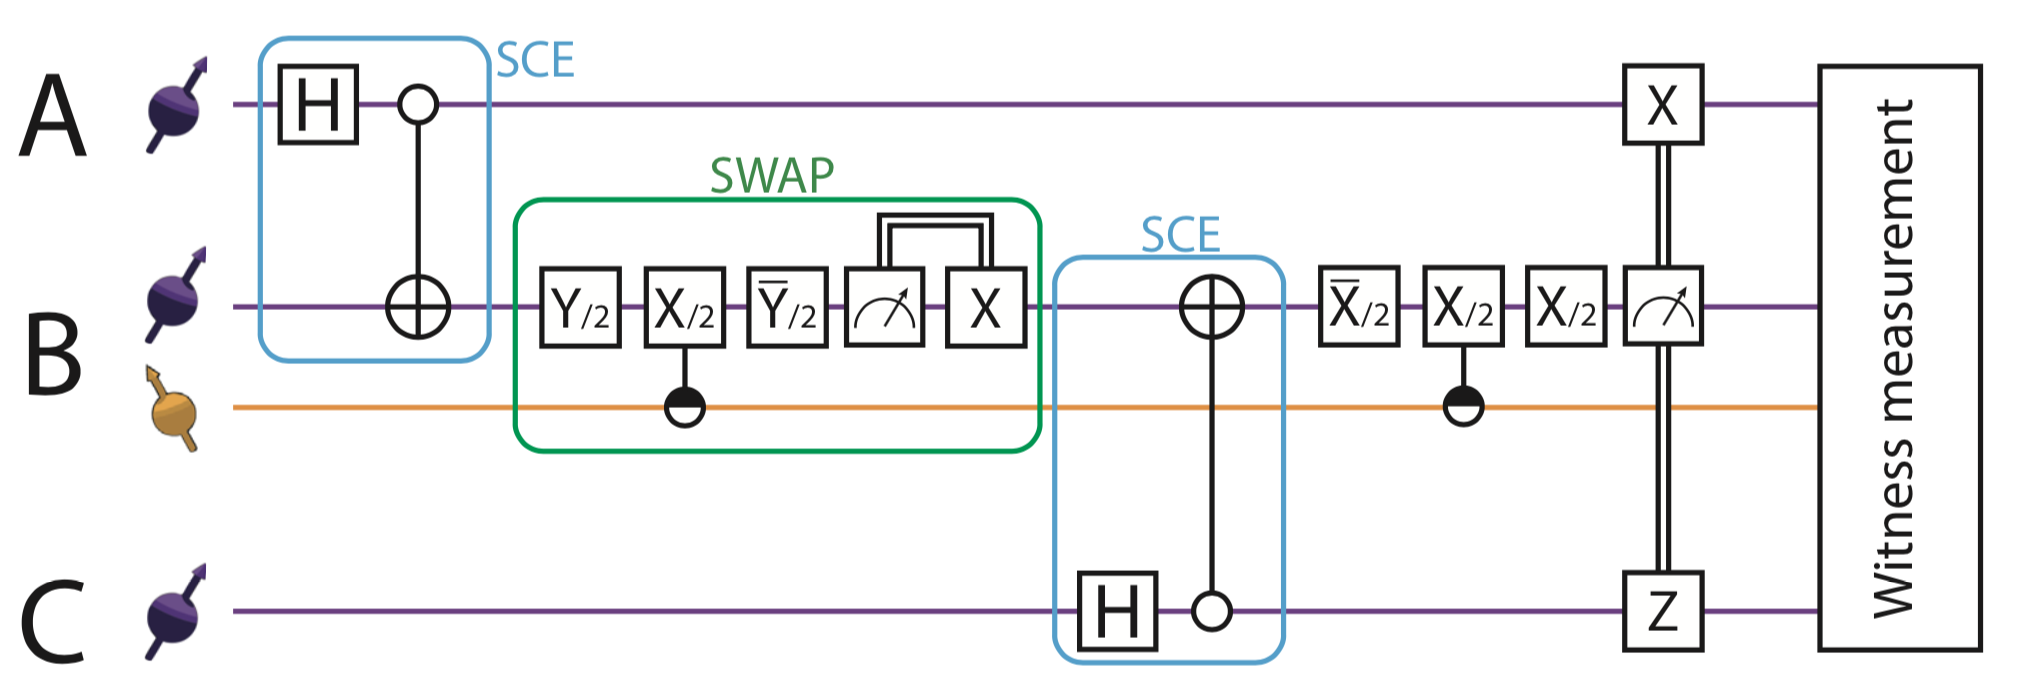 A
H
SCE
SWAP
B
Y/2
X/2
Y̅/2
X
SCE
X̅/2
X/2
X/2
X
C
H
Z
Witness measurement